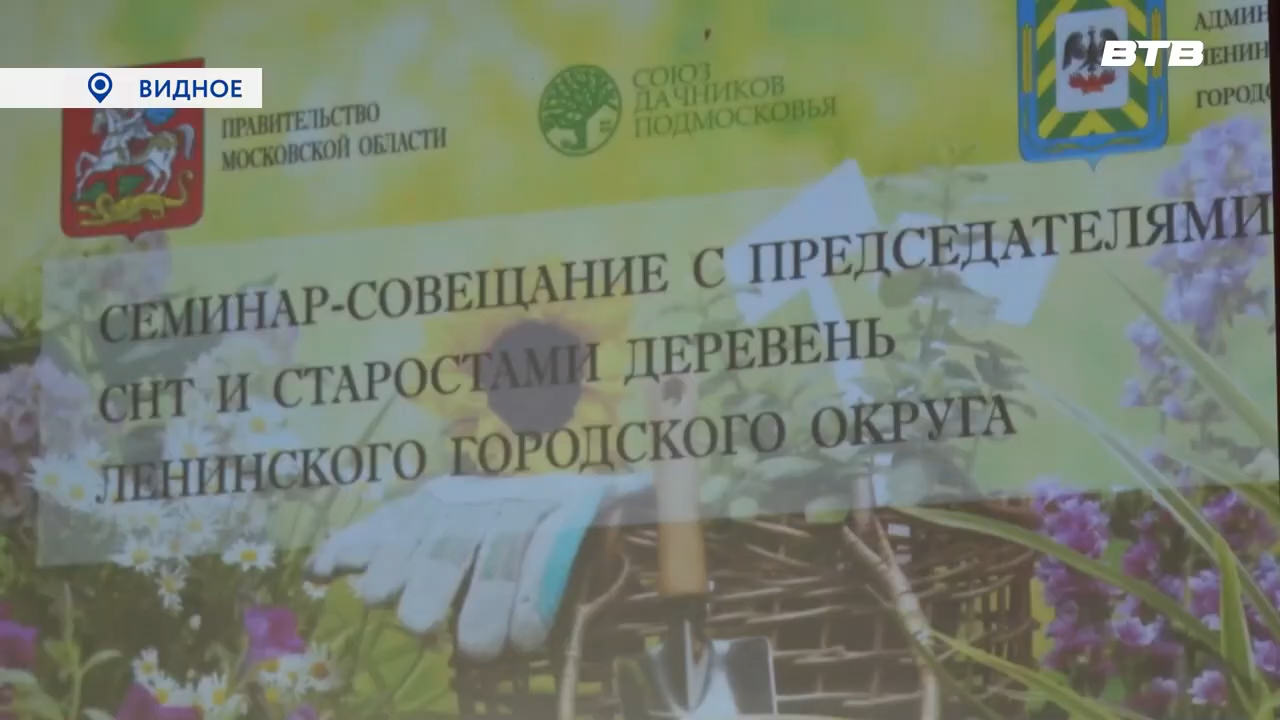 ВИДНОЕ
ПРАВИТЕЛЬСТВО
МОСКОВСКОЙ ОБЛАСТИ
СОЮЗ
ДАЧНИКОВ
ПОДМОСКОВЬЯ
ВТВ
СЕМИНАР-СОВЕЩАНИЕ С ПРЕДСЕДАТЕЛЯМИ
СНТ И СТАРОСТАМИ ДЕРЕВЕНЬ
ЛЕНИНСКОГО ГОРОДСКОГО ОКРУГА